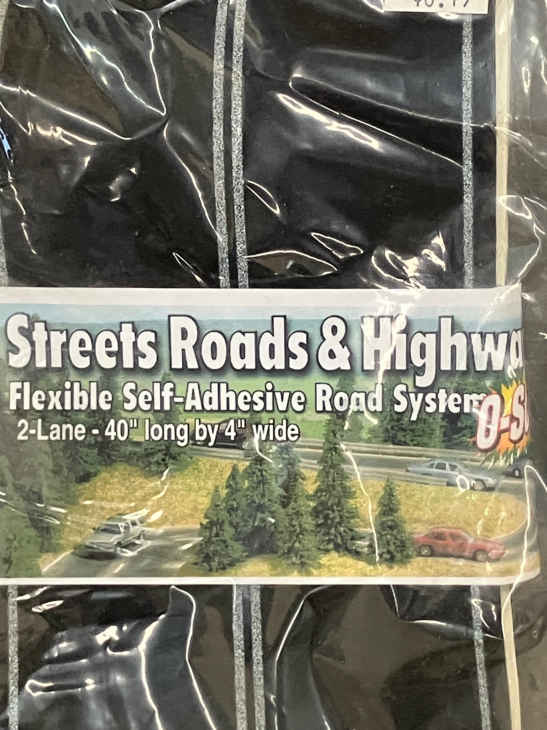 Streets Roads & Highwa
Flexible Self-Adhesive Road System
2-Lane - 40" long by 4" wide